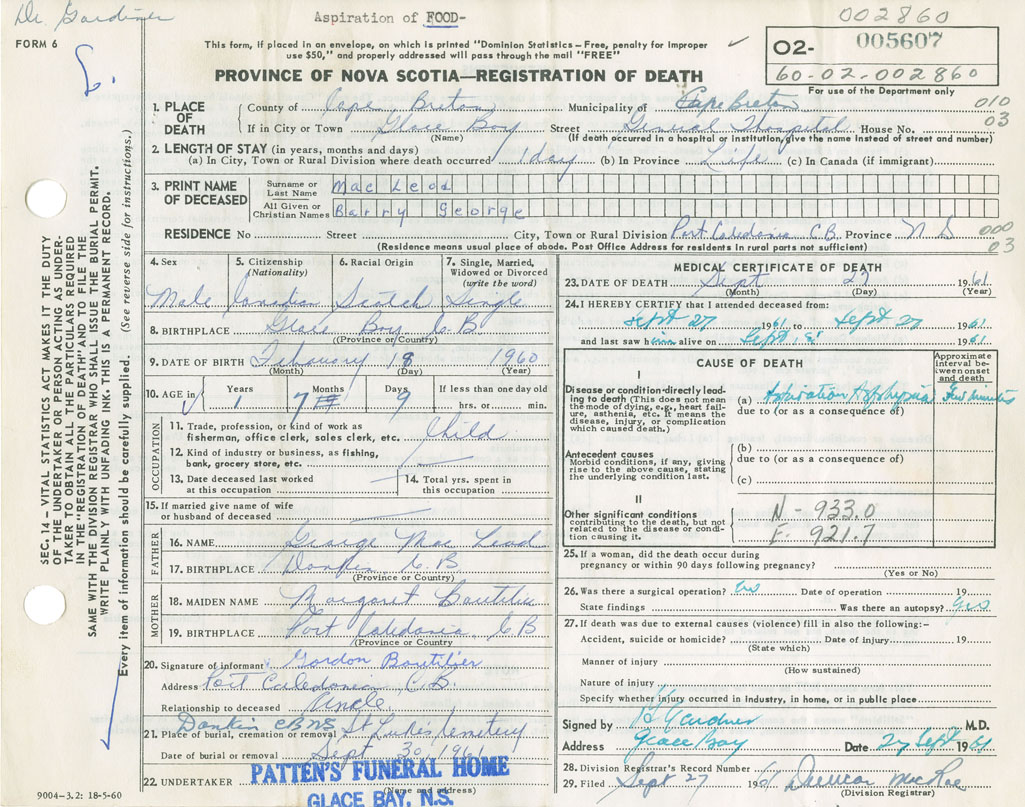 Dr. Gardiner
Aspiration of FOOD-
002860
FORM 6
This form, if placed in an envelope, on which is printed "Dominion Statistics – Free, penalty for improper
use $50," and properly addressed will pass through the mail "FREE"
02- 005607
60-02-002860
For use of the Department only
PROVINCE OF NOVA SCOTIA—REGISTRATION OF DEATH
1. PLACE OF DEATH
County of Cape Breton Municipality of Cape Breton 010
If in City or Town Glace Bay Street General Hospital House No. 03
(Name) (If death occurred in a hospital or institution, give the name instead of street and number)
2. LENGTH OF STAY (in years, months and days)
(a) In City, Town or Rural Division where death occurred 1 day (b) In Province Life (c) In Canada (if immigrant)
3. PRINT NAME OF DECEASED
Surname or Last Name Mac Leod
All Given or Christian Names Barry George
RESIDENCE No Street City, Town or Rural Division Port Caledonia C.B. Province N S 000
(Residence means usual place of abode. Post Office Address for residents in rural parts not sufficient) 03
4. Sex 5. Citizenship (Nationality) 6. Racial Origin 7. Single, Married, Widowed or Divorced (write the word)
Male Canadian Scotch Single
8. BIRTHPLACE Glace Bay C B
(Province or Country)
9. DATE OF BIRTH February 18 1960
(Month) (Day) (Year)
10. AGE in Years Months Days If less than one day old
1 7 9 hrs. or min.
OCCUPATION
11. Trade, profession, or kind of work as
fisherman, office clerk, sales clerk, etc. Child
12. Kind of industry or business, as fishing,
bank, grocery store, etc.
13. Date deceased last worked
at this occupation
14. Total yrs. spent in
this occupation
15. If married give name of wife
or husband of deceased
FATHER
16. NAME George Mac Leod
17. BIRTHPLACE Donkin C B
(Province or Country)
MOTHER
18. MAIDEN NAME Margaret Boutilier
19. BIRTHPLACE Port Caledonia C B
(Province or Country
20. Signature of informant Gordon Boutilier
Address Port Caledonia, C.B.
Relationship to deceased Uncle
Donkin CB NS
21. Place of burial, cremation or removal St. Luke's Cemetery
Date of burial or removal Sept 30, 1961
22. UNDERTAKER PATTEN'S FUNERAL HOME
(Name and address)
GLACE BAY, N.S.
9004-3.2: 18-5-60
MEDICAL CERTIFICATE OF DEATH
23. DATE OF DEATH Sept 27 1961
(Month) (Day) (Year)
24. I HEREBY CERTIFY that I attended deceased from:
Sept 27 1961 to Sept 27 1961
and last saw him alive on Sept 1961
CAUSE OF DEATH
Approximate interval between onset and death
I
Disease or condition directly lead-
ing to death (This does not mean
the mode of dying, e.g., heart fail-
ure, asthenia, etc. It means the
disease, injury, or complication
which caused death.)
(a) Aspiration Asphyxia Few minutes
due to (or as a consequence of)
Antecedent causes
Morbid conditions, if any, giving
rise to the above cause, stating
the underlying condition last.
(b)
due to (or as a consequence of)
(c)
II
Other significant conditions
contributing to the death, but not
related to the disease or condi-
tion causing it.
N - 933.0
E. 921.7
25. If a woman, did the death occur during
pregnancy or within 90 days following pregnancy?
(Yes or No)
26. Was there a surgical operation? Date of operation 19
State findings Was there an autopsy? Yes
27. If death was due to external causes (violence) fill in also the following:-
Accident, suicide or homicide? Date of injury 19
(State which)
Manner of injury
(How sustained)
Nature of injury
Specify whether injury occurred in industry, in home, or in public place
Signed by H Gardner M.D.
Address Glace Bay Date 27 Sept 1961
28. Division Registrar's Record Number
29. Filed Sept 27 1961 Duncan MacRae
(Division Registrar)
SEC. 14 – VITAL STATISTICS ACT MAKES IT THE DUTY
OF THE UNDERTAKER OR PERSON ACTING AS UNDER-
TAKER "TO OBTAIN ALL THE PARTICULARS REQUIRED
IN THE "REGISTRATION OF DEATH" AND TO FILE THE
SAME WITH THE DIVISION REGISTRAR WHO SHALL ISSUE THE BURIAL PERMIT.
WRITE PLAINLY WITH UNFADING INK. THIS IS A PERMANENT RECORD.
Every item of information should be carefully supplied. (See reverse side for instructions.)